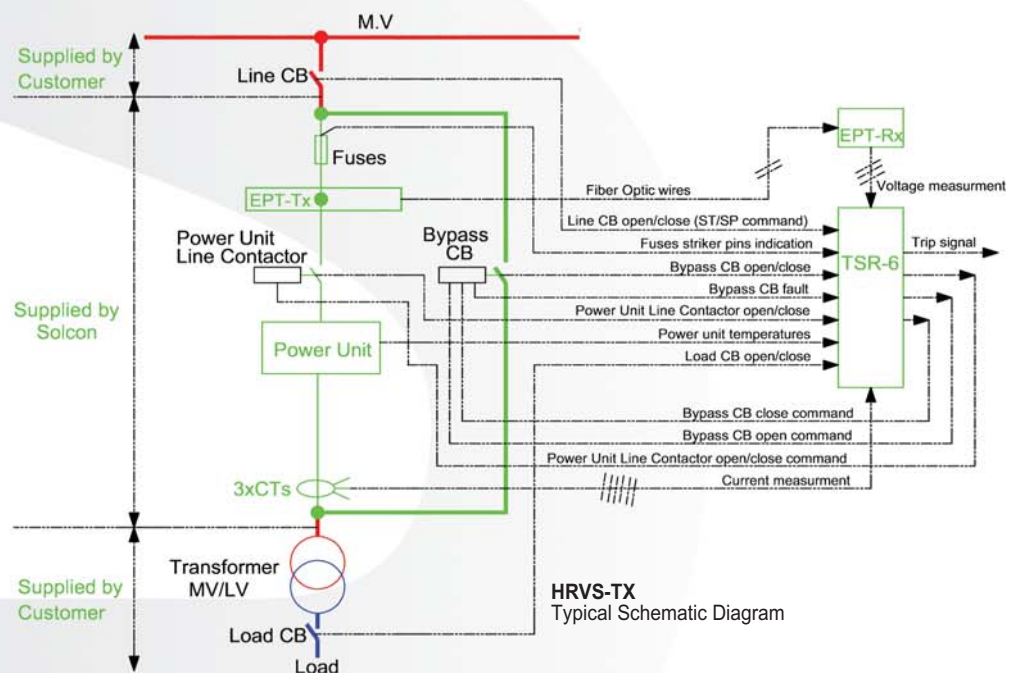 M.V
Supplied by
Customer
Line CB
Fuses
EPT-Tx
EPT-Rx
Fiber Optic wires
Voltage measurment
Line CB open/close (ST/SP command)
Power Unit
Line Contactor
Bypass
CB
Fuses striker pins indication
Trip signal
Bypass CB open/close
TSR-6
Bypass CB fault
Supplied by
Solcon
Power Unit Line Contactor open/close
Power Unit
Power unit temperatures
Load CB open/close
Bypass CB close command
Bypass CB open command
Power Unit Line Contactor open/close command
3xCTs
Current measurment
Transformer
MV/LV
Supplied by
Customer
HRVS-TX
Typical Schematic Diagram
Load CB
Load